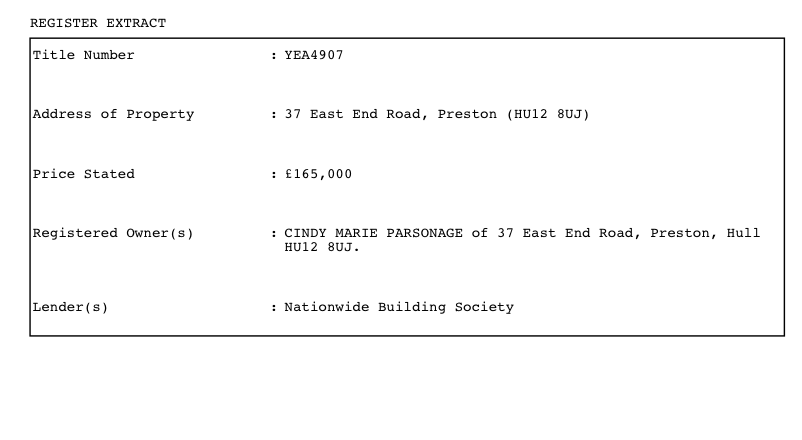 REGISTER EXTRACT
Title Number : YEA4907
Address of Property : 37 East End Road, Preston (HU12 8UJ)
Price Stated : £165,000
Registered Owner(s) : CINDY MARIE PARSONAGE of 37 East End Road, Preston, Hull
HU12 8UJ.
Lender(s) : Nationwide Building Society